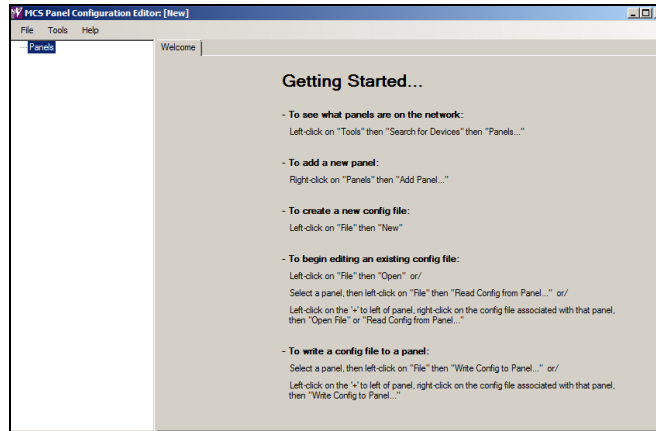 MCS Panel Configuration Editor: [New]
File Tools Help
Panels
Welcome
Getting Started...
- To see what panels are on the network:
Left-click on "Tools" then "Search for Devices" then "Panels..."
- To add a new panel:
Right-click on "Panels" then "Add Panel..."
- To create a new config file:
Left-click on "File" then "New"
- To begin editing an existing config file:
Left-click on "File" then "Open" or/
Select a panel, then left-click on "File" then "Read Config from Panel..." or/
Left-click on the '+' to left of panel, right-click on the config file associated with that panel,
then "Open File" or "Read Config from Panel..."
- To write a config file to a panel:
Select a panel, then left-click on "File" then "Write Config to Panel..." or/
Left-click on the '+' to left of panel, right-click on the config file associated with that panel,
then "Write Config to Panel..."